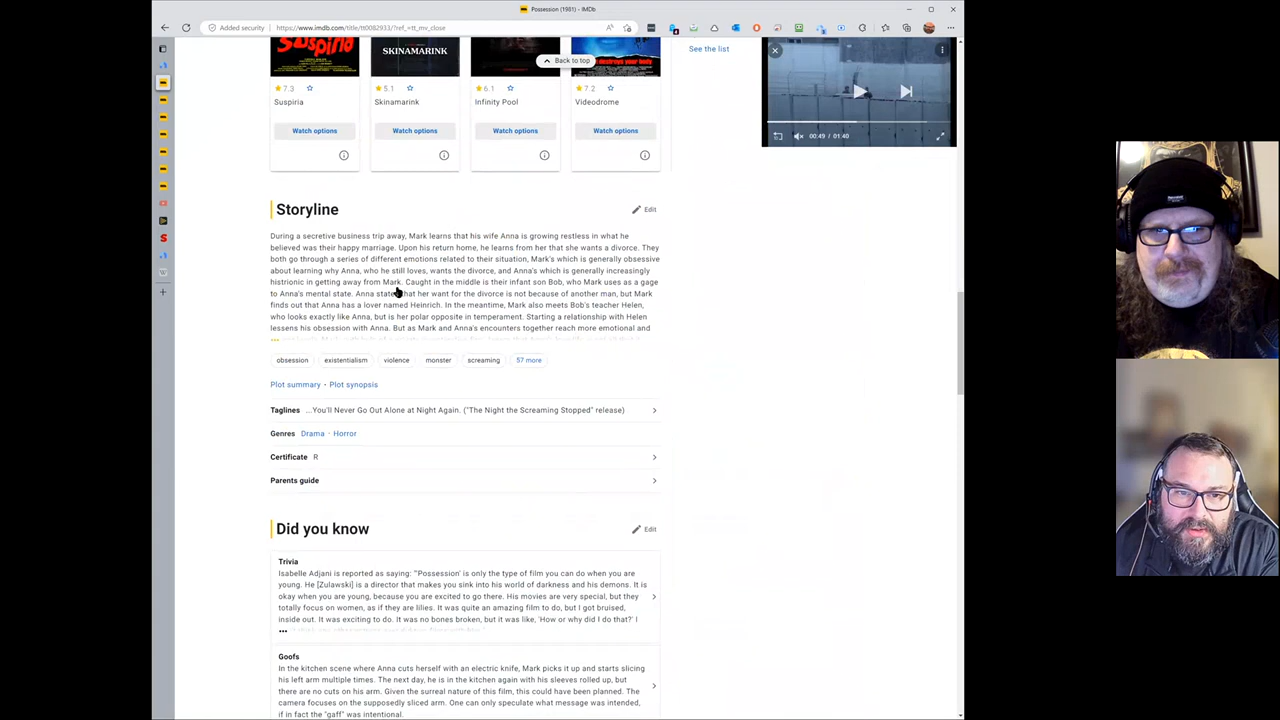 Possession (1981) - IMDb
Added security
https://www.imdb.com/title/tt0082933/?ref_=tt_mv_close
SUSPIRIA
SKINAMARINK
destroys your body
Back to top
See the list
7.3
5.1
6.1
7.2
Suspiria
Skinamarink
Infinity Pool
Videodrome
Watch options
Watch options
Watch options
Watch options
00:49 / 01:40
Storyline
Edit
During a secretive business trip away, Mark learns that his wife Anna is growing restless in what he
believed was their happy marriage. Upon his return home, he learns from her that she wants a divorce. They
both go through a series of different emotions related to their situation, Mark's which is generally obsessive
about learning why Anna, who he still loves, wants the divorce, and Anna's which is generally increasingly
histrionic in getting away from Mark. Caught in the middle is their infant son Bob, who Mark uses as a gage
to Anna's mental state. Anna that her want for the divorce is not because of another man, but Mark
finds out that Anna has a lover named Heinrich. In the meantime, Mark also meets Bob's teacher Helen,
who looks exactly like Anna, but is her polar opposite in temperament. Starting a relationship with Helen
lessens his obsession with Anna. But as Mark and Anna's encounters together reach more emotional and
obsession
existentialism
violence
monster
screaming
57 more
Plot summary · Plot synopsis
Taglines ...You'll Never Go Out Alone at Night Again. ("The Night the Screaming Stopped" release)
Genres Drama · Horror
Certificate R
Parents guide
Did you know
Edit
Trivia
Isabelle Adjani is reported as saying: "'Possession' is only the type of film you can do when you are
young. He [Zulawski] is a director that makes you sink into his world of darkness and his demons. It is
okay when you are young, because you are excited to go there. His movies are very special, but they
totally focus on women, as if they are lilies. It was quite an amazing film to do, but I got bruised,
inside out. It was exciting to do. It was no bones broken, but it was like, 'How or why did I do that?' I
Goofs
In the kitchen scene where Anna cuts herself with an electric knife, Mark picks it up and starts slicing
his left arm multiple times. The next day, he is in the kitchen again with his sleeves rolled up, but
there are no cuts on his arm. Given the surreal nature of this film, this could have been planned. The
camera focuses on the supposedly sliced arm. One can only speculate what message was intended,
if in fact the "gaff" was intentional.